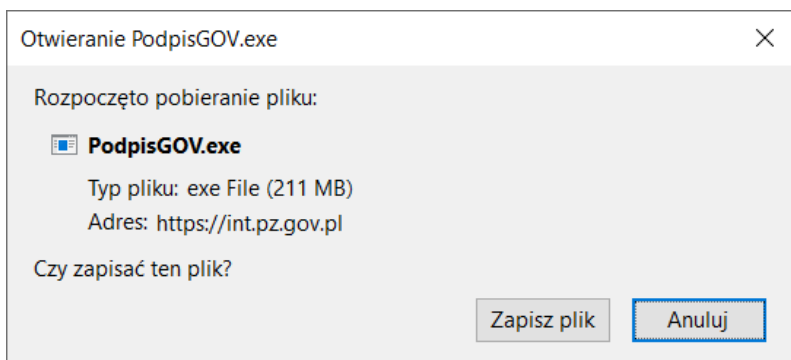 Otwieranie PodpisGOV.exe
Rozpoczęto pobieranie pliku:
PodpisGOV.exe
Typ pliku: exe File (211 MB)
Adres: https://int.pz.gov.pl
Czy zapisać ten plik?
Zapisz plik
Anuluj